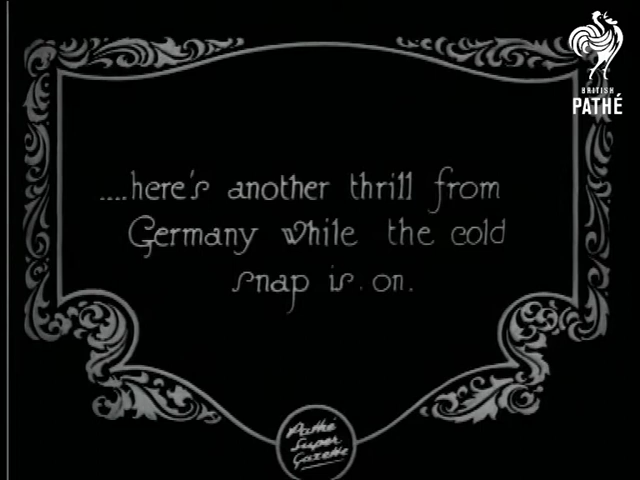 BRITISH
PATHÉ
....here's another thrill from
Germany while the cold
snap is on.
Pathé
Super
Gazette